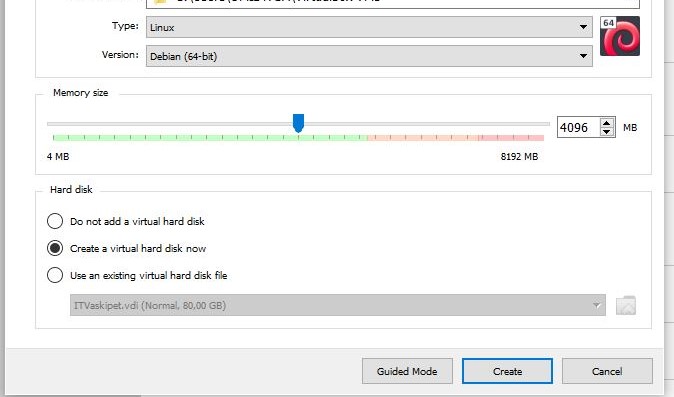 Type:
Linux
64
Version:
Debian (64-bit)
Memory size
4096
MB
4 MB
8192 MB
Hard disk
Do not add a virtual hard disk
Create a virtual hard disk now
Use an existing virtual hard disk file
ITVaskipet.vdi (Normal, 80,00 GB)
Guided Mode
Create
Cancel